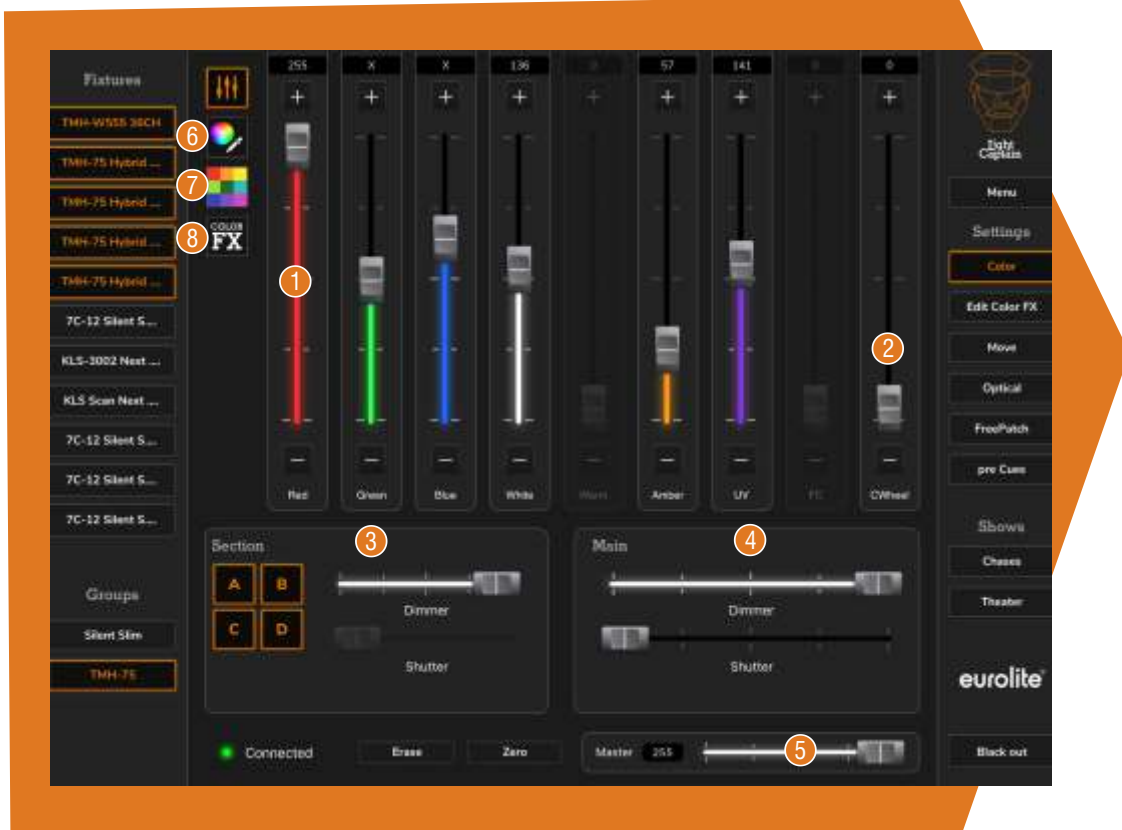 Fixtures
TMH-W555 36CH
TMH-75 Hybrid ...
TMH-75 Hybrid ...
TMH-75 Hybrid ...
TMH-75 Hybrid ...
7C-12 Silent S...
KLS-3002 Next ...
KLS Scan Next ...
7C-12 Silent S...
7C-12 Silent S...
7C-12 Silent S...
Groups
Silent Slim
TMH-75
6
7
8
COLOR
FX
255 X X 136 0 57 141 0 0
+ + + + + + + + +
1
2
− − − − − − − − −
Red Green Blue White Warm Amber UV CWheel
Section
3
A B
C D
Dimmer
Shutter
Main
4
Dimmer
Shutter
Connected
Erase
Zero
Master 255
5
Light
Captain
Menu
Settings
Color
Edit Color FX
Move
Optical
FreePatch
pre Cues
Shows
Chases
Theater
eurolite
Black out